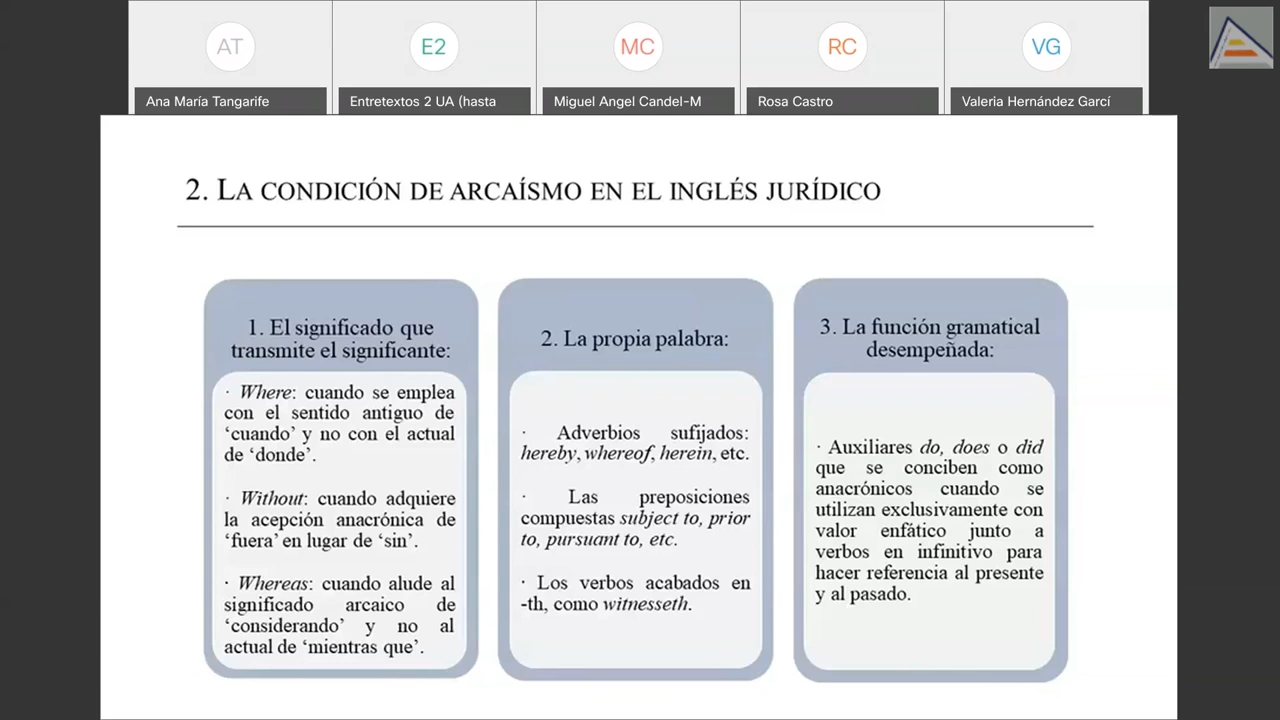 AT
E2
MC
RC
VG
Ana María Tangarife
Entretextos 2 UA (hasta
Miguel Angel Candel-M
Rosa Castro
Valeria Hernández Garcí
2. LA CONDICIÓN DE ARCAÍSMO EN EL INGLÉS JURÍDICO
1. El significado que
transmite el significante:
· Where: cuando se emplea
con el sentido antiguo de
‘cuando’ y no con el actual
de ‘donde’.
· Without: cuando adquiere
la acepción anacrónica de
‘fuera’ en lugar de ‘sin’.
· Whereas: cuando alude al
significado arcaico de
‘considerando’ y no al
actual de ‘mientras que’.
2. La propia palabra:
· Adverbios sufijados:
hereby, whereof, herein, etc.
· Las preposiciones
compuestas subject to, prior
to, pursuant to, etc.
· Los verbos acabados en
-th, como witnesseth.
3. La función gramatical
desempeñada:
· Auxiliares do, does o did
que se conciben como
anacrónicos cuando se
utilizan exclusivamente con
valor enfático junto a
verbos en infinitivo para
hacer referencia al presente
y al pasado.